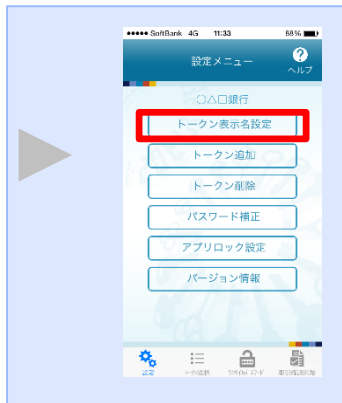 SoftBank 4G 11:33 58%
設定メニュー
?
ヘルプ
○△□銀行
トークン表示名設定
トークン追加
トークン削除
パスワード補正
アプリロック設定
バージョン情報
設定